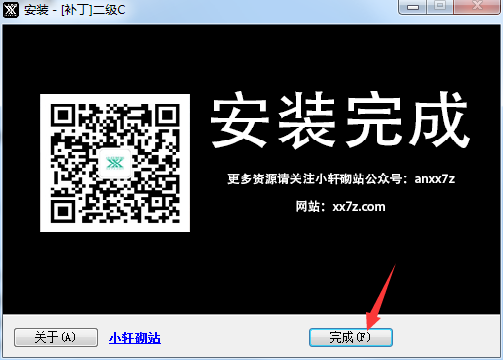 安装 - [补丁]二级C
安装完成
更多资源请关注小轩砌站公众号：anxx7z
网站：xx7z.com
关于(A)
小轩砌站
完成(F)